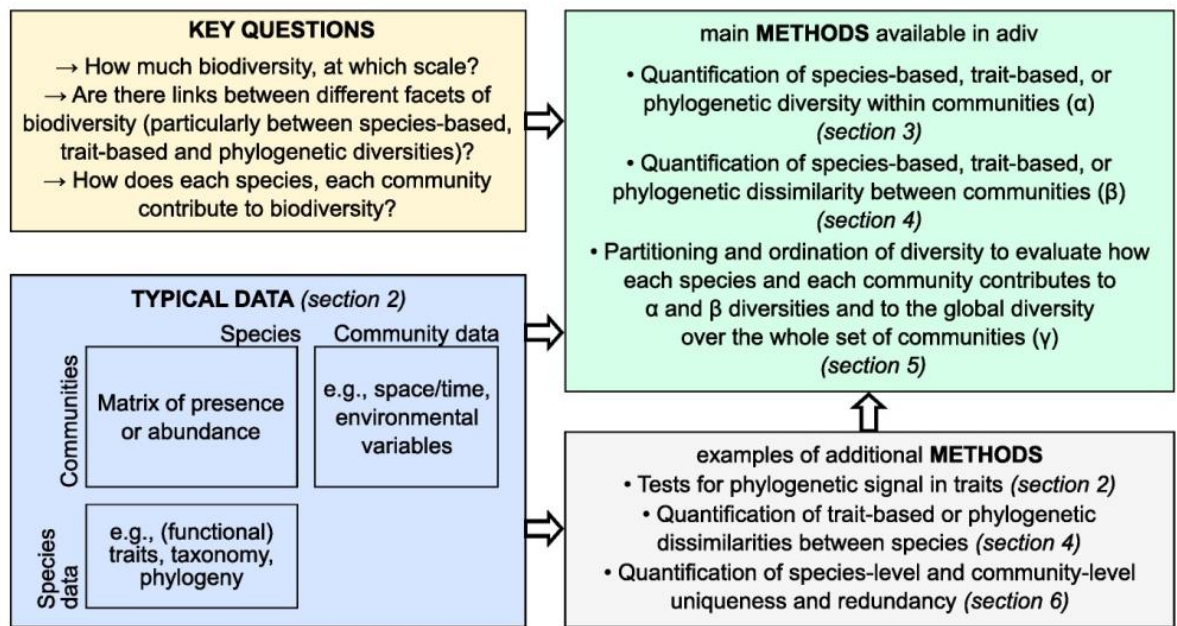 KEY QUESTIONS
→ How much biodiversity, at which scale?
→ Are there links between different facets of
biodiversity (particularly between species-based,
trait-based and phylogenetic diversities)?
→ How does each species, each community
contribute to biodiversity?
main METHODS available in adiv
• Quantification of species-based, trait-based, or
phylogenetic diversity within communities (α)
(section 3)
• Quantification of species-based, trait-based, or
phylogenetic dissimilarity between communities (β)
(section 4)
• Partitioning and ordination of diversity to evaluate how
each species and each community contributes to
α and β diversities and to the global diversity
over the whole set of communities (γ)
(section 5)
TYPICAL DATA (section 2)
Species
Community data
Communities
Matrix of presence
or abundance
e.g., space/time,
environmental
variables
Species
data
e.g., (functional)
traits, taxonomy,
phylogeny
examples of additional METHODS
• Tests for phylogenetic signal in traits (section 2)
• Quantification of trait-based or phylogenetic
dissimilarities between species (section 4)
• Quantification of species-level and community-level
uniqueness and redundancy (section 6)